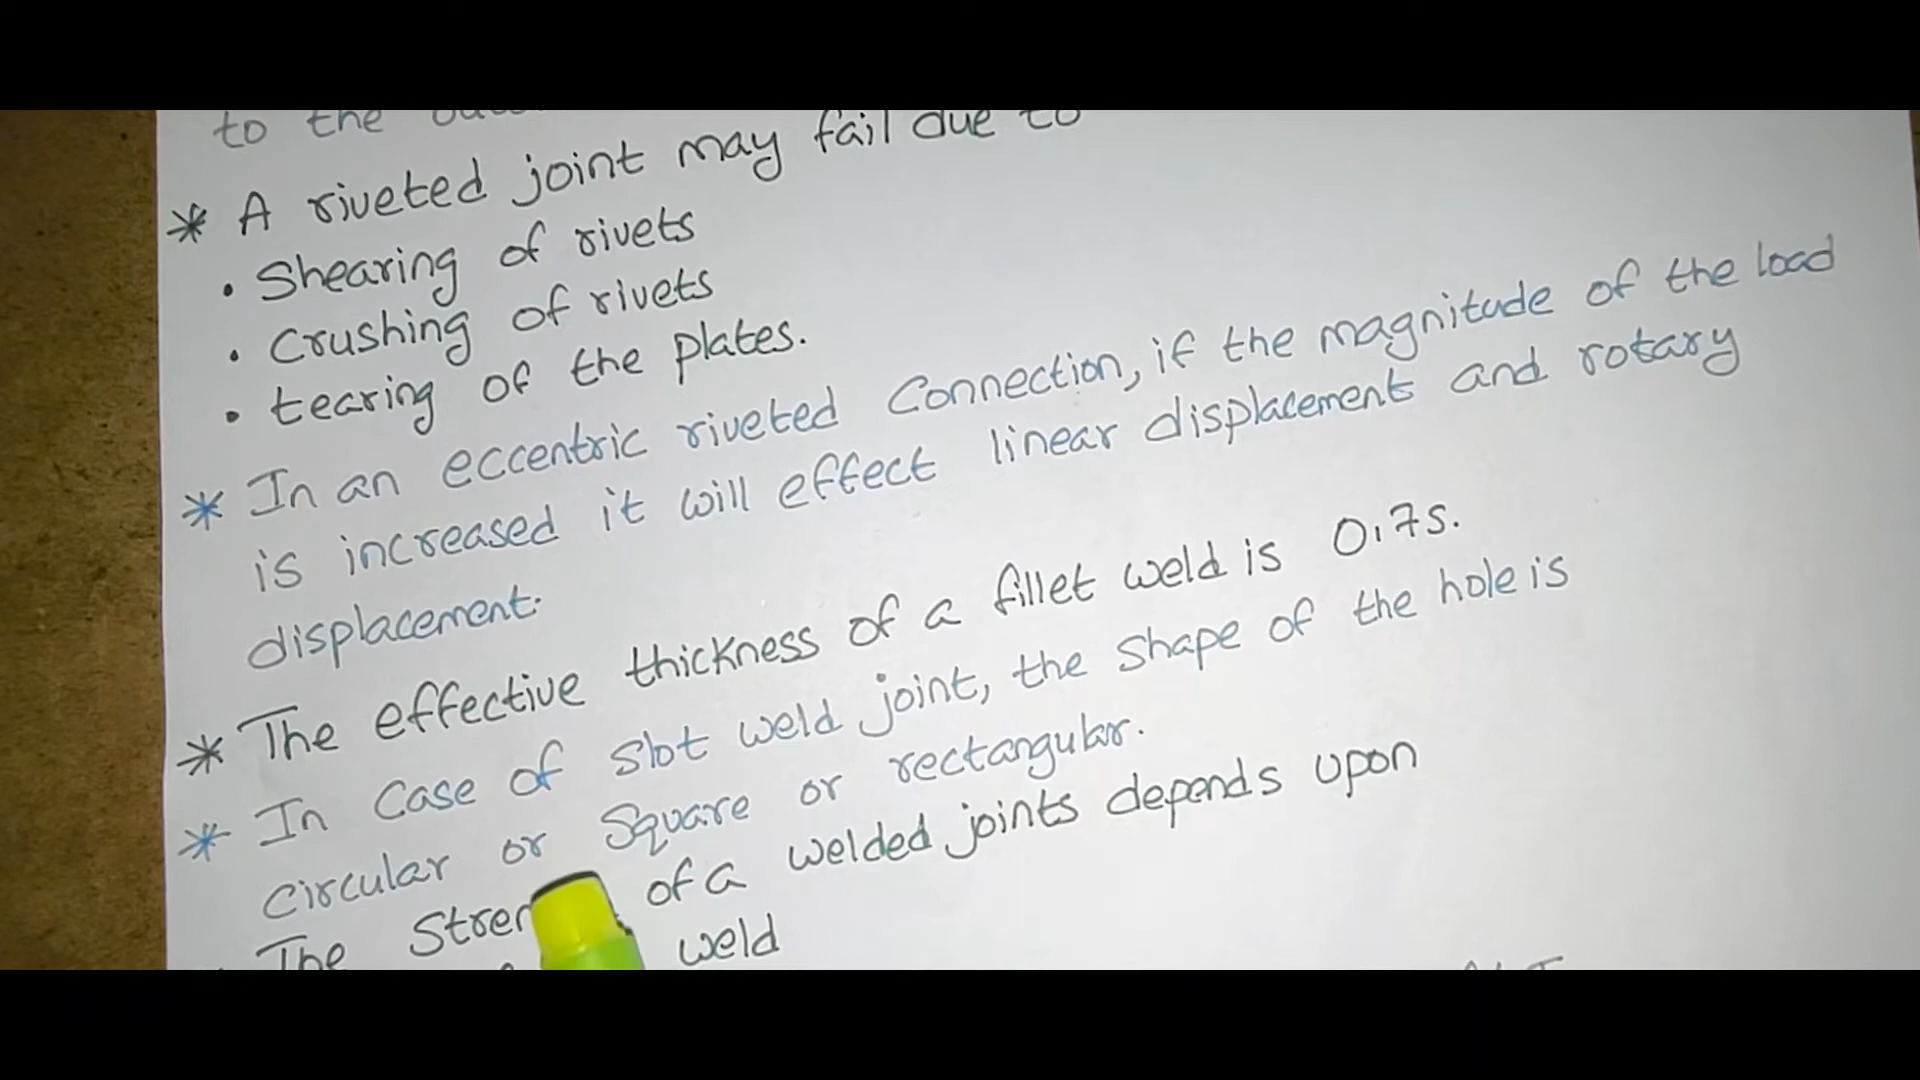 to the
* A riveted joint may fail due to
• Shearing of rivets
• Crushing of rivets
• tearing of the plates.
* In an eccentric riveted Connection, if the magnitude of the load
is increased it will effect linear displacement and rotary
displacement.
* The effective thickness of a fillet weld is 0.7s.
* In Case of Slot weld joint, the shape of the hole is
circular or Square or rectangular.
The of a welded joints depends upon
weld